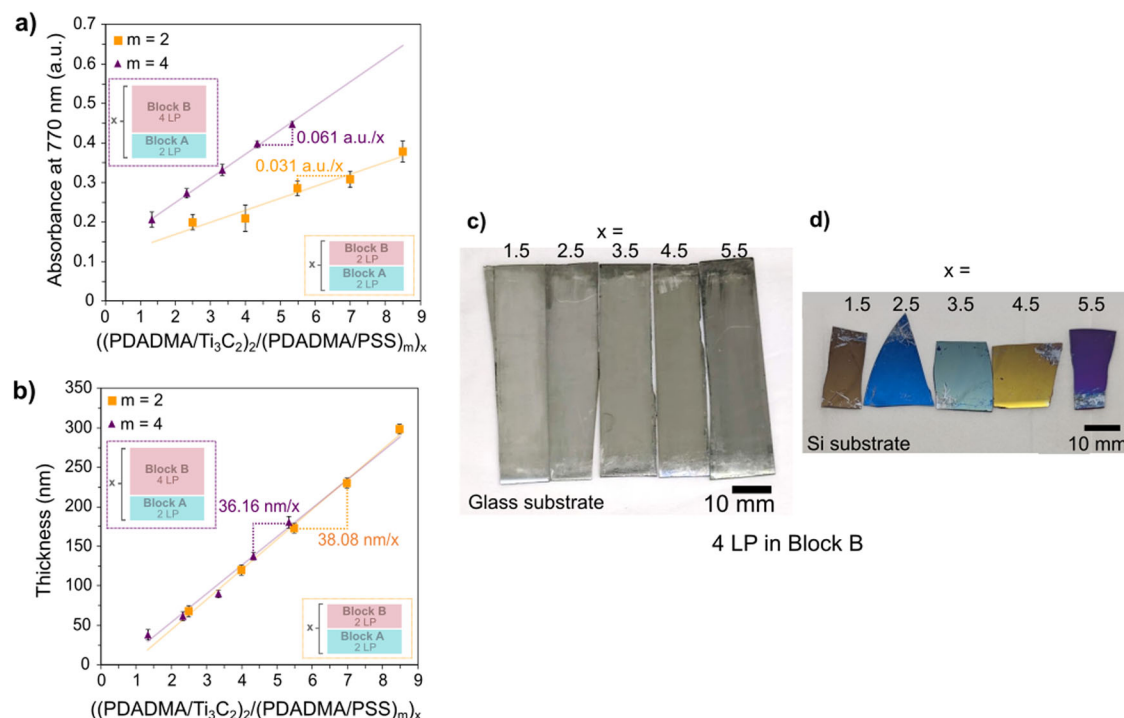 a)
0.7
0.6
0.5
0.4
0.3
0.2
0.1
0
Absorbance at 770 nm (a.u.)
m = 2
m = 4
x
Block B
4 LP
Block A
2 LP
0.061 a.u./x
0.031 a.u./x
x
Block B
2 LP
Block A
2 LP
0 1 2 3 4 5 6 7 8 9
((PDADMA/Ti₃C₂)₂/(PDADMA/PSS)ₘ)ₓ
b)
350
300
250
200
150
100
50
0
Thickness (nm)
m = 2
m = 4
x
Block B
4 LP
Block A
2 LP
36.16 nm/x
38.08 nm/x
x
Block B
2 LP
Block A
2 LP
0 1 2 3 4 5 6 7 8 9
((PDADMA/Ti₃C₂)₂/(PDADMA/PSS)ₘ)ₓ
c)
x =
1.5 2.5 3.5 4.5 5.5
Glass substrate
10 mm
d)
x =
1.5 2.5 3.5 4.5 5.5
Si substrate
10 mm
4 LP in Block B